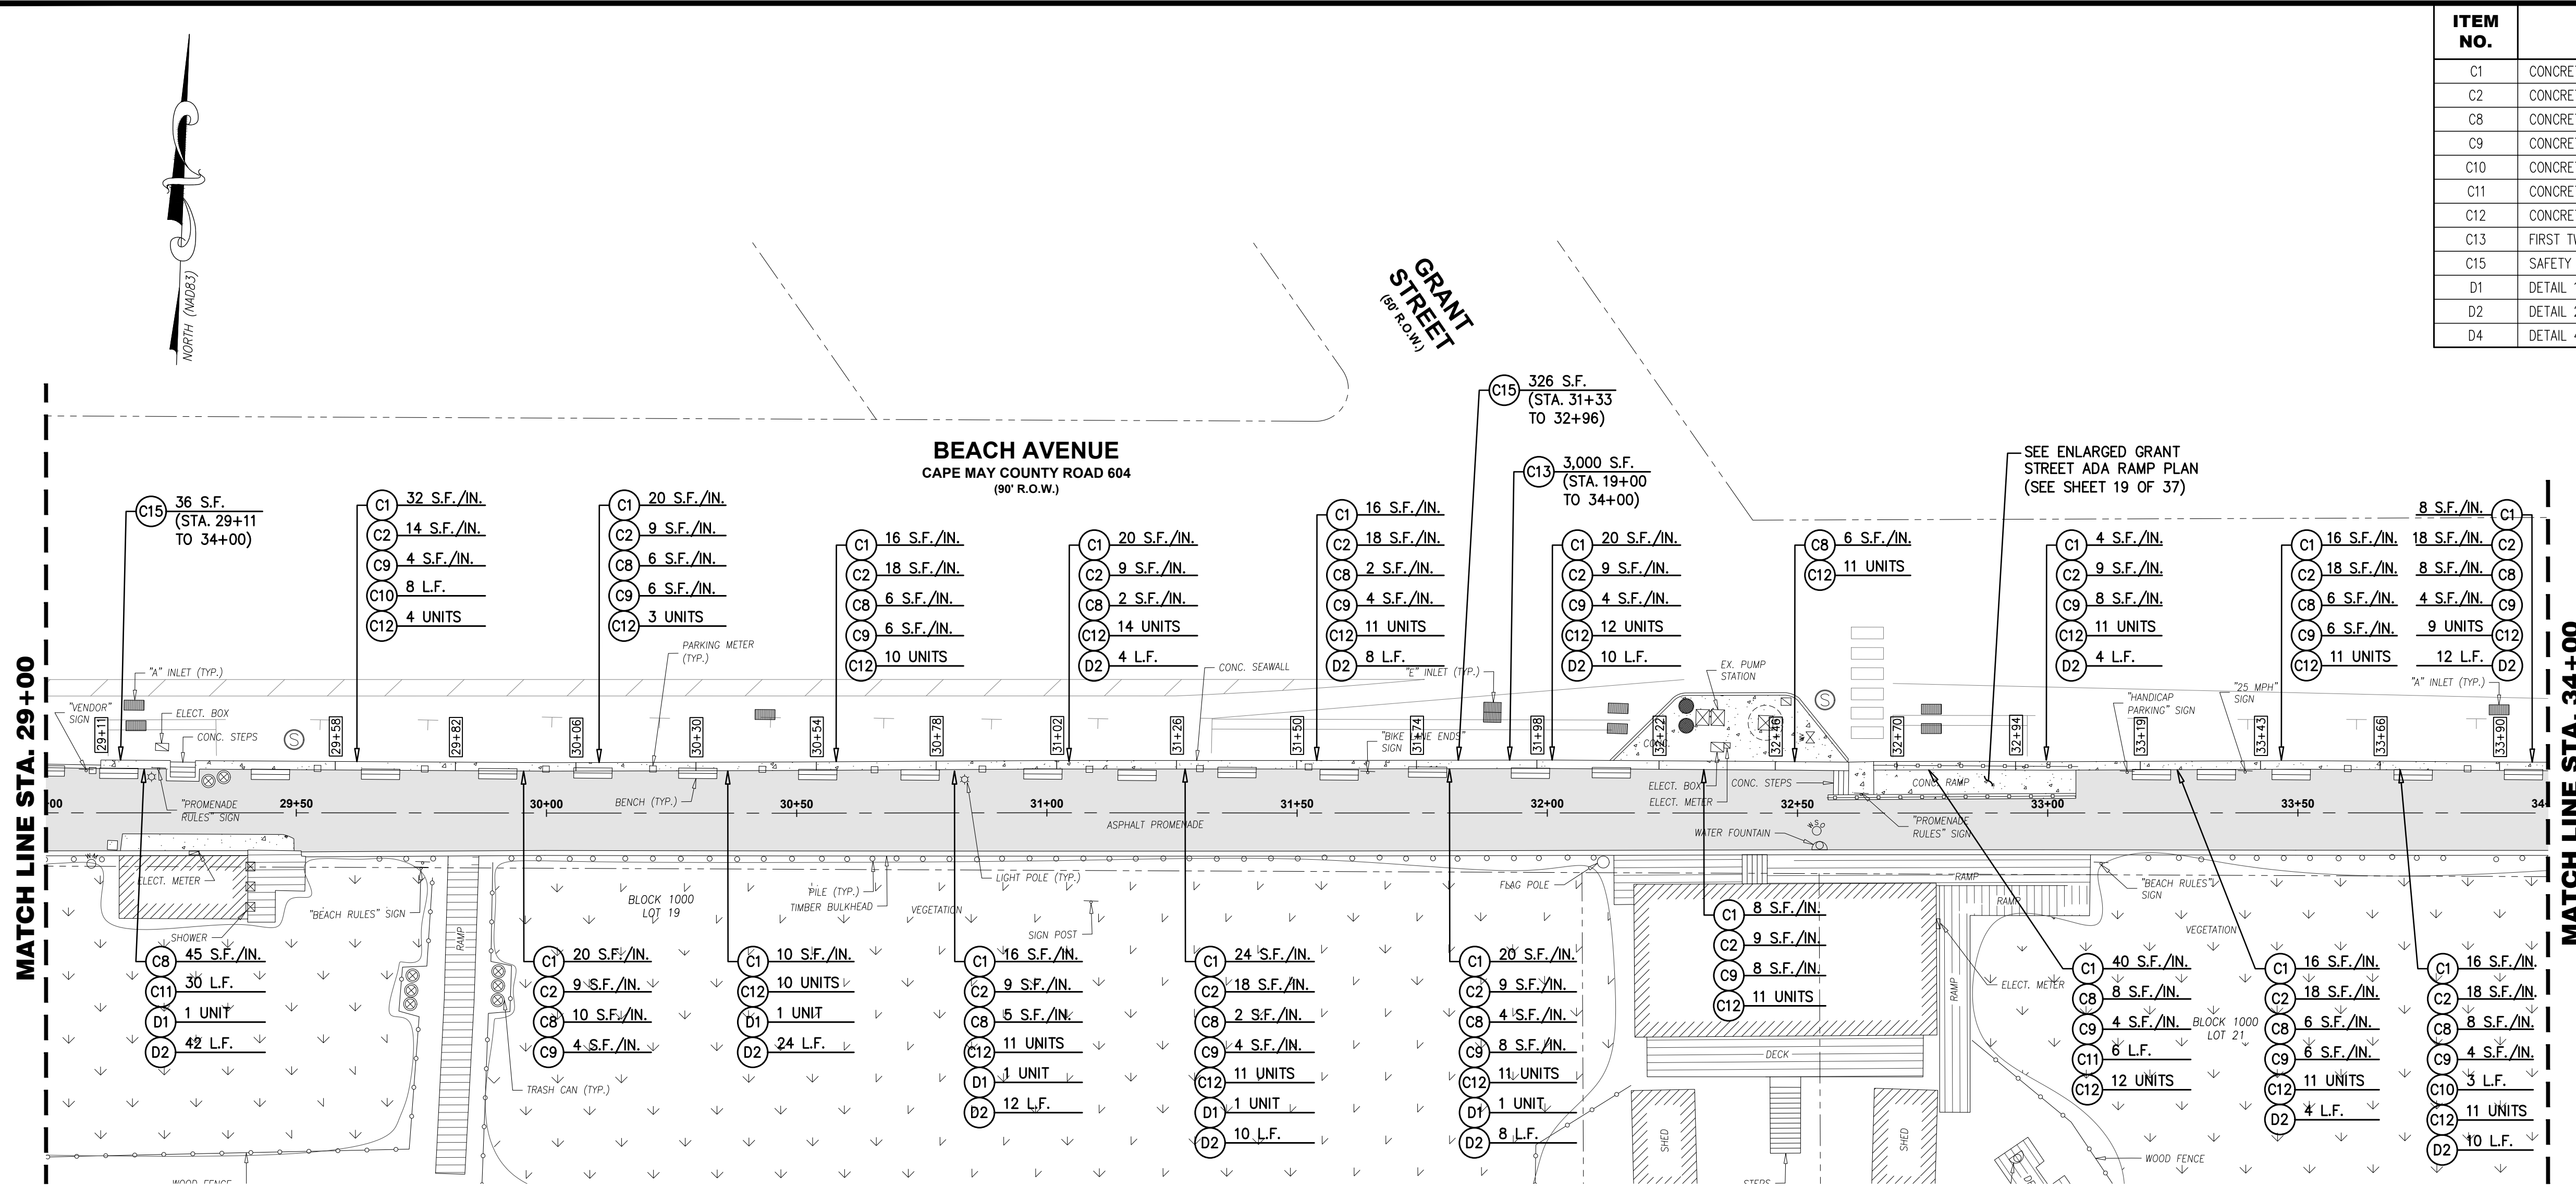 ITEM
NO.
C1 CONCRE
C2 CONCRE
C8 CONCRE
C9 CONCRE
C10 CONCRE
C11 CONCRE
C12 CONCRE
C13 FIRST
C15 SAFETY
D1 DETAIL
D2 DETAIL
D4 DETAIL
NORTH (NAD83)
GRANT
STREET
(50' R.O.W.)
BEACH AVENUE
CAPE MAY COUNTY ROAD 604
(90' R.O.W.)
MATCH LINE STA. 29+00
MATCH LINE STA. 34+00
C15 36 S.F.
(STA. 29+11
TO 34+00)
C1 32 S.F./IN.
C2 14 S.F./IN.
C9 4 S.F./IN.
C10 8 L.F.
C12 4 UNITS
C1 20 S.F./IN.
C2 9 S.F./IN.
C8 6 S.F./IN.
C9 6 S.F./IN.
C12 3 UNITS
C1 16 S.F./IN.
C2 18 S.F./IN.
C8 6 S.F./IN.
C9 6 S.F./IN.
C12 10 UNITS
C1 20 S.F./IN.
C2 9 S.F./IN.
C8 2 S.F./IN.
C12 14 UNITS
D2 4 L.F.
C1 16 S.F./IN.
C2 18 S.F./IN.
C8 2 S.F./IN.
C9 4 S.F./IN.
C12 11 UNITS
D2 8 L.F.
C15 326 S.F.
(STA. 31+33
TO 32+96)
C13 3,000 S.F.
(STA. 19+00
TO 34+00)
C1 20 S.F./IN.
C2 9 S.F./IN.
C9 4 S.F./IN.
C12 12 UNITS
D2 10 L.F.
C8 6 S.F./IN.
C12 11 UNITS
SEE ENLARGED GRANT
STREET ADA RAMP PLAN
(SEE SHEET 19 OF 37)
C1 4 S.F./IN.
C2 9 S.F./IN.
C9 8 S.F./IN.
C12 11 UNITS
D2 4 L.F.
C1 16 S.F./IN.
C2 18 S.F./IN.
C8 6 S.F./IN.
C9 6 S.F./IN.
C12 11 UNITS
8 S.F./IN. C1
18 S.F./IN. C2
8 S.F./IN. C8
4 S.F./IN. C9
9 UNITS C12
12 L.F. D2
"A" INLET (TYP.)
"VENDOR"
SIGN
ELECT. BOX
CONC. STEPS
S
PARKING METER
(TYP.)
CONC. SEAWALL
"E" INLET (TYP.)
"BIKE LANE ENDS"
SIGN
EX. PUMP
STATION
CONC.
S
"HANDICAP
PARKING" SIGN
"25 MPH"
SIGN
"A" INLET (TYP.)
29+11
29+58
29+82
30+06
30+30
30+54
30+78
31+02
31+26
31+50
31+74
31+98
32+22
32+46
32+70
32+94
33+19
33+43
33+66
33+90
"PROMENADE
RULES" SIGN
BENCH (TYP.)
ELECT. BOX
ELECT. METER
CONC. STEPS
CONC. RAMP
00
29+50
30+00
30+50
31+00
31+50
32+00
32+50
33+00
33+50
34
ASPHALT PROMENADE
WATER FOUNTAIN
"PROMENADE
RULES" SIGN
ELECT. METER
SHOWER
"BEACH RULES" SIGN
RAMP
BLOCK 1000
LOT 19
PILE (TYP.)
TIMBER BULKHEAD
VEGETATION
LIGHT POLE (TYP.)
SIGN POST
FLAG POLE
RAMP
RAMP
RAMP
"BEACH RULES"
SIGN
VEGETATION
ELECT. METER
BLOCK 1000
LOT 21
C8 45 S.F./IN.
C11 30 L.F.
D1 1 UNIT
D2 42 L.F.
C1 20 S.F./IN.
C2 9 S.F./IN.
C8 10 S.F./IN.
C9 4 S.F./IN.
TRASH CAN (TYP.)
C1 10 S.F./IN.
C12 10 UNITS
D1 1 UNIT
D2 24 L.F.
C1 16 S.F./IN.
C2 9 S.F./IN.
C8 5 S.F./IN.
C12 11 UNITS
D1 1 UNIT
D2 12 L.F.
C1 24 S.F./IN.
C2 18 S.F./IN.
C8 2 S.F./IN.
C9 4 S.F./IN.
C12 11 UNITS
D1 1 UNIT
D2 10 L.F.
C1 20 S.F./IN.
C2 9 S.F./IN.
C8 4 S.F./IN.
C9 8 S.F./IN.
C12 11 UNITS
D1 1 UNIT
D2 8 L.F.
C1 8 S.F./IN.
C2 9 S.F./IN.
C9 8 S.F./IN.
C12 11 UNITS
DECK
SHED
SHED
C1 40 S.F./IN.
C8 8 S.F./IN.
C9 4 S.F./IN.
C11 6 L.F.
C12 12 UNITS
C1 16 S.F./IN.
C2 18 S.F./IN.
C8 6 S.F./IN.
C9 6 S.F./IN.
C12 11 UNITS
D2 4 L.F.
C1 16 S.F./IN.
C2 18 S.F./IN.
C8 8 S.F./IN.
C9 4 S.F./IN.
C10 3 L.F.
C12 11 UNITS
D2 10 L.F.
WOOD FENCE
WOOD FENCE
STEPS